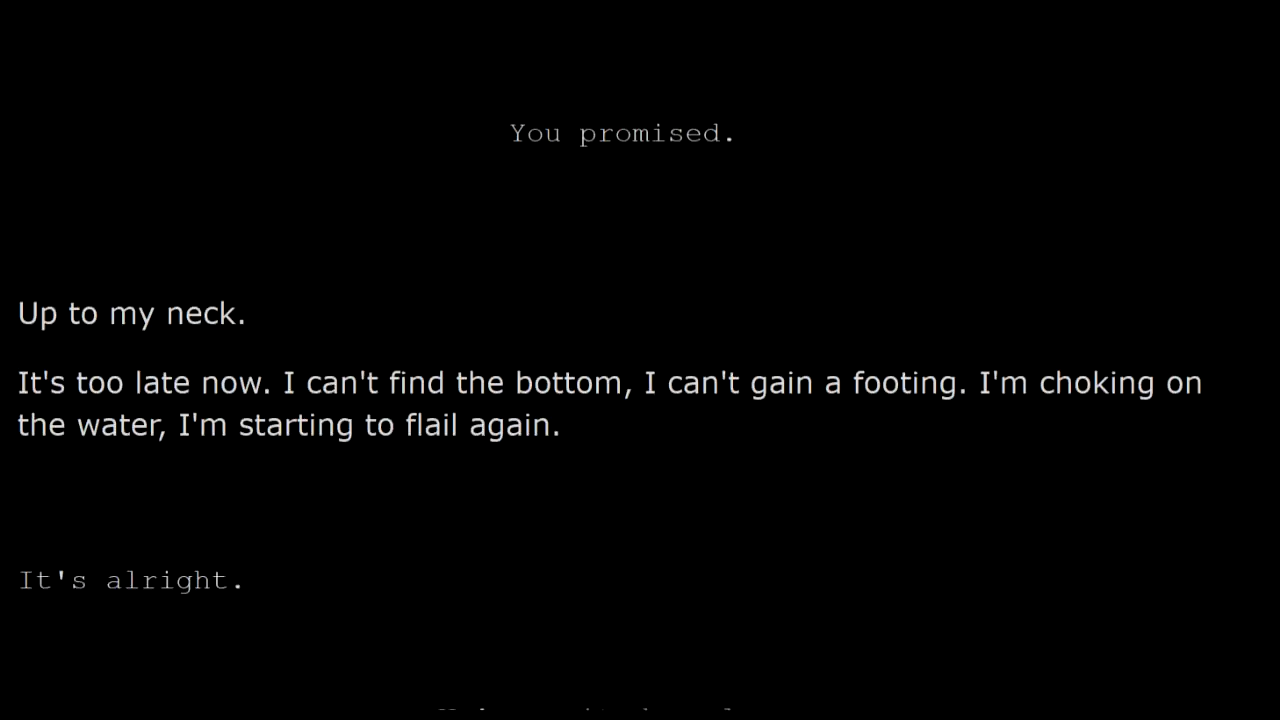 You promised.
Up to my neck.
It's too late now. I can't find the bottom, I can't gain a footing. I'm choking on
the water, I'm starting to flail again.
It's alright.